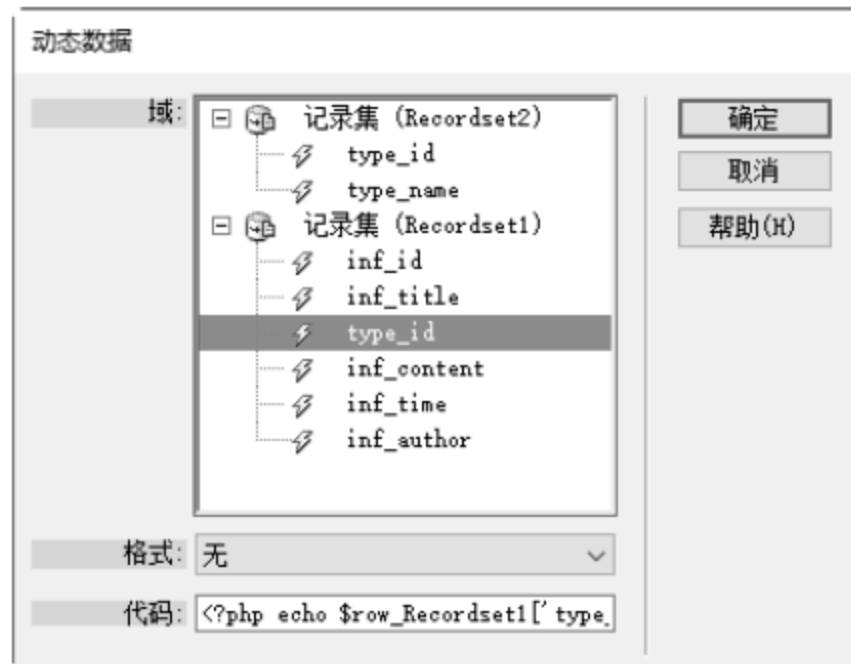 动态数据
域:
记录集 (Recordset2)
type_id
type_name
记录集 (Recordset1)
inf_id
inf_title
type_id
inf_content
inf_time
inf_author
确定
取消
帮助(H)
格式: 无
代码: <?php echo $row_Recordset1['type_